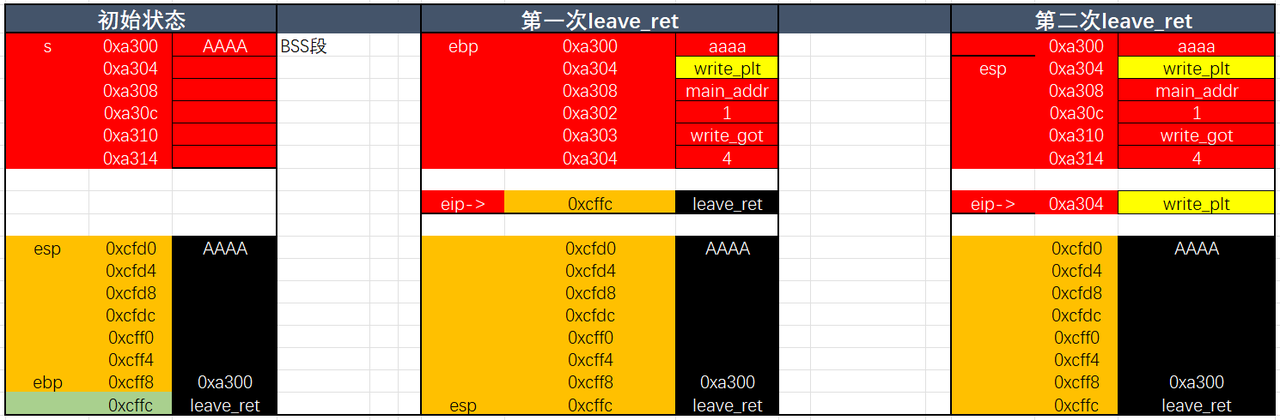 初始状态 第一次leave_ret 第二次leave_ret
s 0xa300 AAAA BSS段 ebp 0xa300 aaaa 0xa300 aaaa
0xa304 0xa304 write_plt esp 0xa304 write_plt
0xa308 0xa308 main_addr 0xa308 main_addr
0xa30c 0xa302 1 0xa30c 1
0xa310 0xa303 write_got 0xa310 write_got
0xa314 0xa304 4 0xa314 4
eip-> 0xcffc leave_ret eip-> 0xa304 write_plt
esp 0xcfd0 AAAA 0xcfd0 AAAA 0xcfd0 AAAA
0xcfd4 0xcfd4 0xcfd4
0xcfd8 0xcfd8 0xcfd8
0xcfdc 0xcfdc 0xcfdc
0xcff0 0xcff0 0xcff0
0xcff4 0xcff4 0xcff4
ebp 0xcff8 0xa300 0xcff8 0xa300 0xcff8 0xa300
0xcffc leave_ret esp 0xcffc leave_ret 0xcffc leave_ret